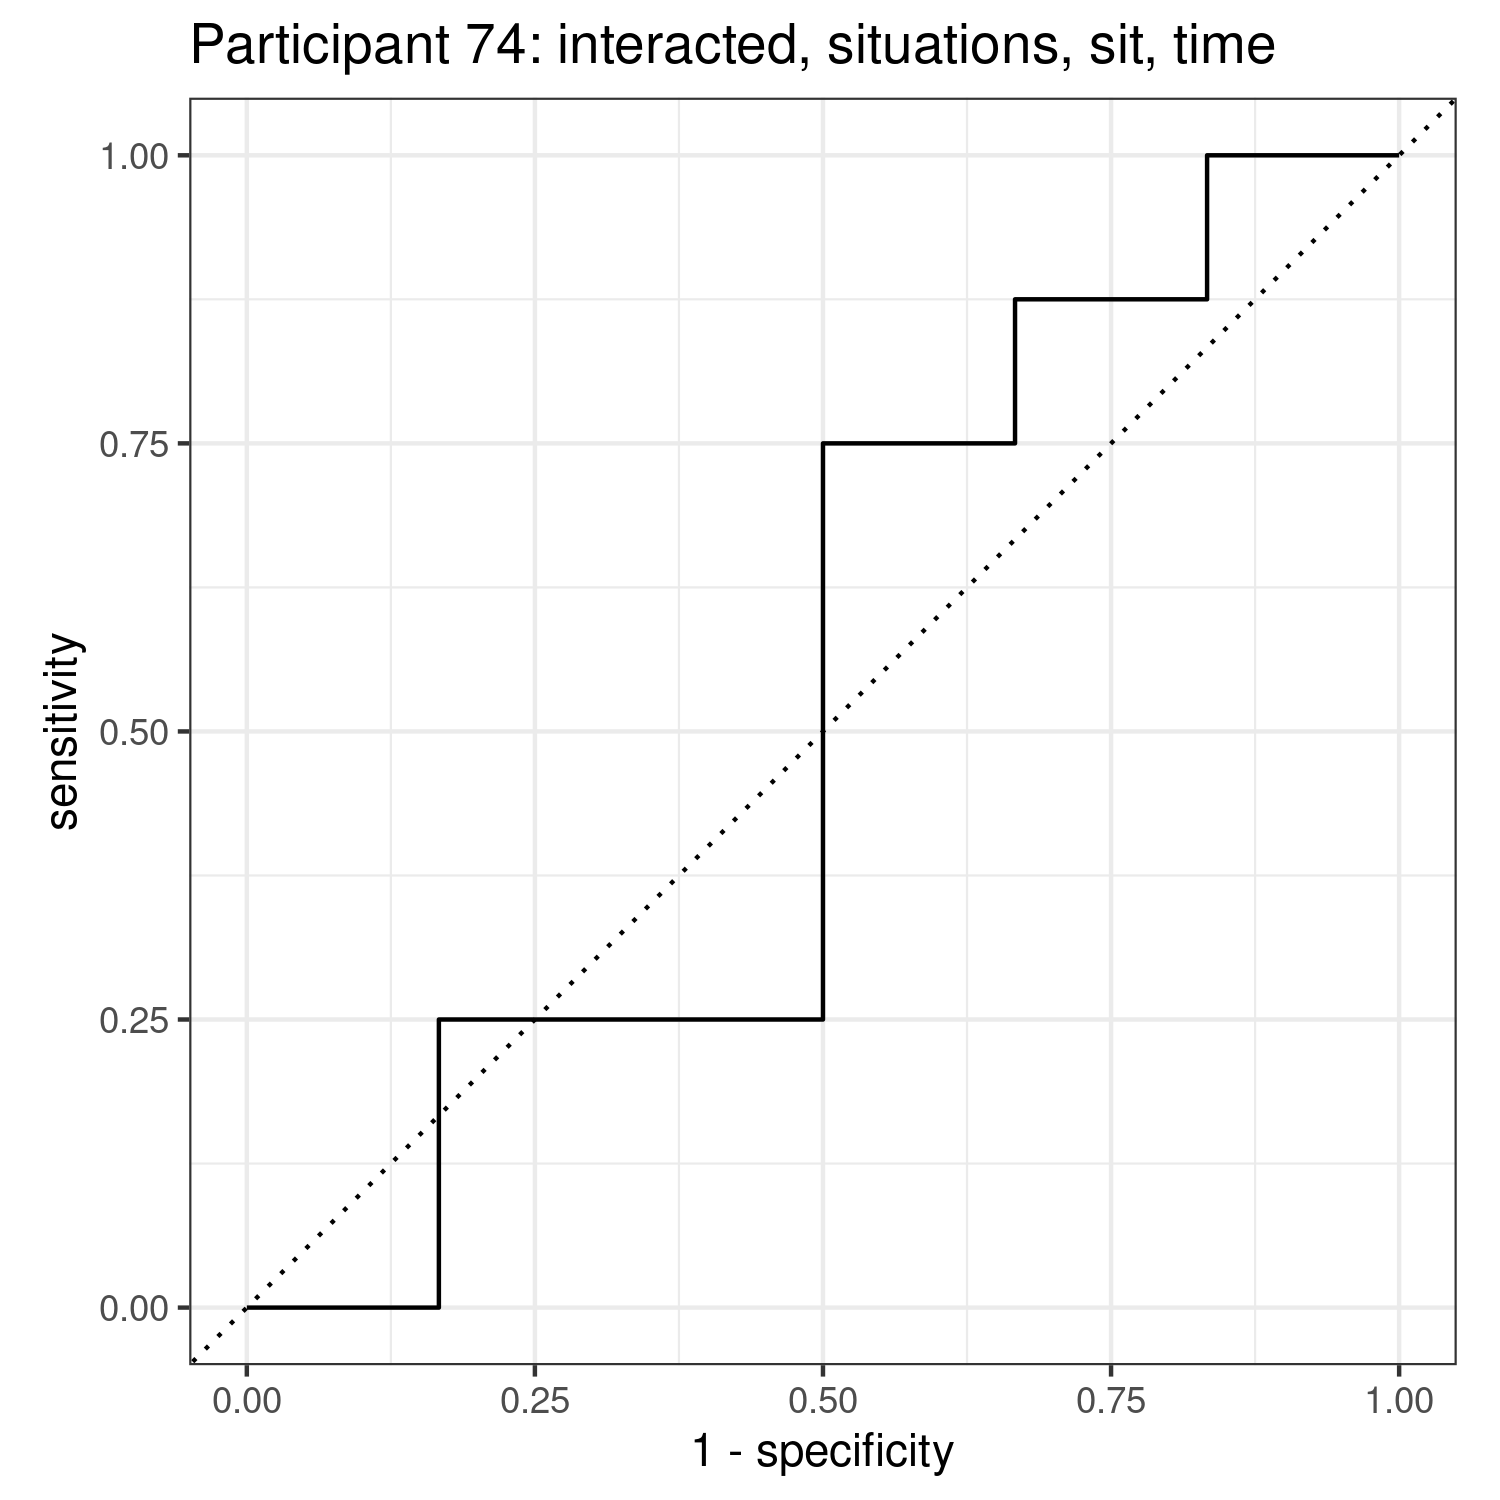 Participant 74: interacted, situations, sit, time
1.00
0.75
0.50
0.25
0.00
sensitivity
0.00 0.25 0.50 0.75 1.00
1 - specificity